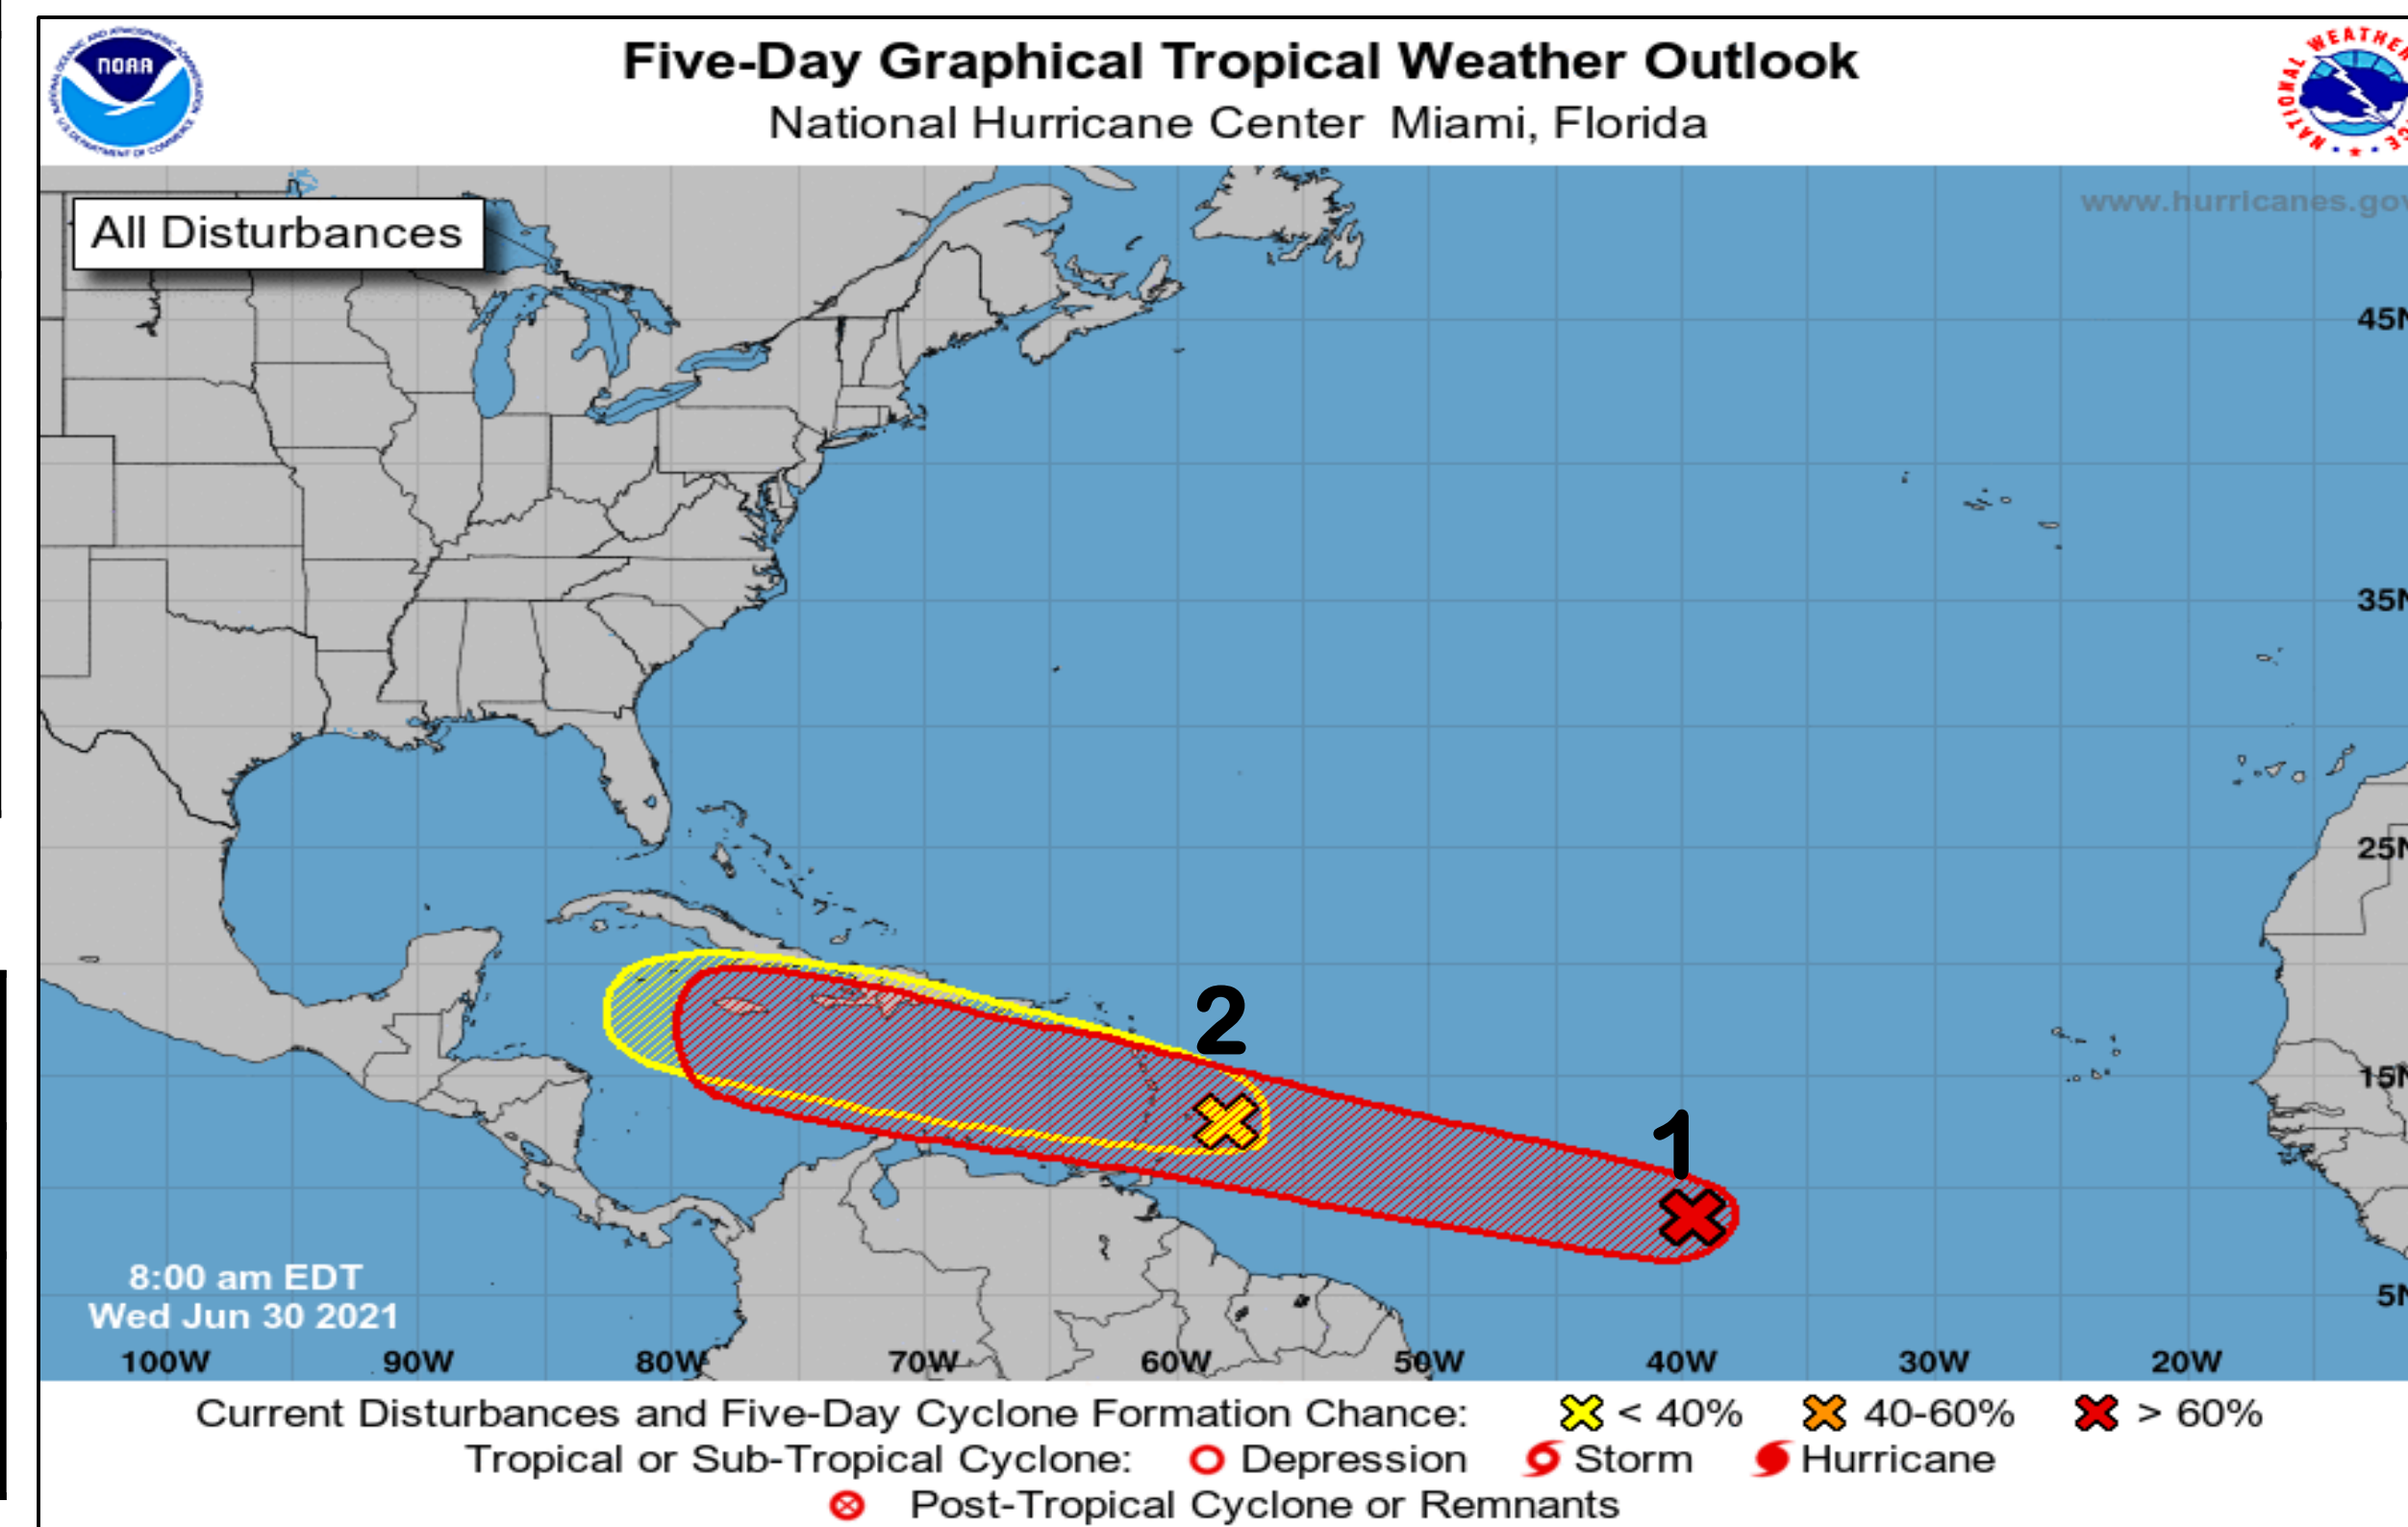 Five-Day Graphical Tropical Weather Outlook
National Hurricane Center Miami, Florida
NOAA
NATIONAL WEATHER
All Disturbances
www.hurricanes.gov
45N
35N
25N
15N
5N
2
1
8:00 am EDT
Wed Jun 30 2021
100W 90W 80W 70W 60W 50W 40W 30W 20W
Current Disturbances and Five-Day Cyclone Formation Chance: < 40% 40-60% > 60%
Tropical or Sub-Tropical Cyclone: Depression Storm Hurricane
Post-Tropical Cyclone or Remnants